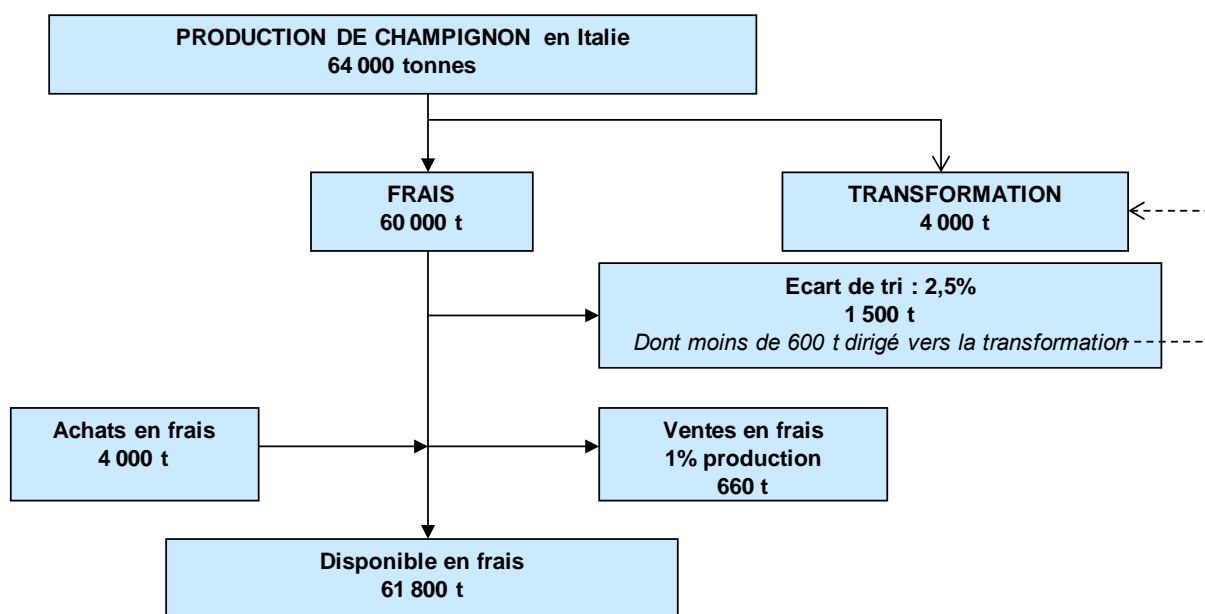 PRODUCTION DE CHAMPIGNON en Italie
64 000 tonnes
FRAIS
60 000 t
TRANSFORMATION
4 000 t
Ecart de tri : 2,5%
1 500 t
Dont moins de 600 t dirigé vers la transformation
Achats en frais
4 000 t
Ventes en frais
1% production
660 t
Disponible en frais
61 800 t